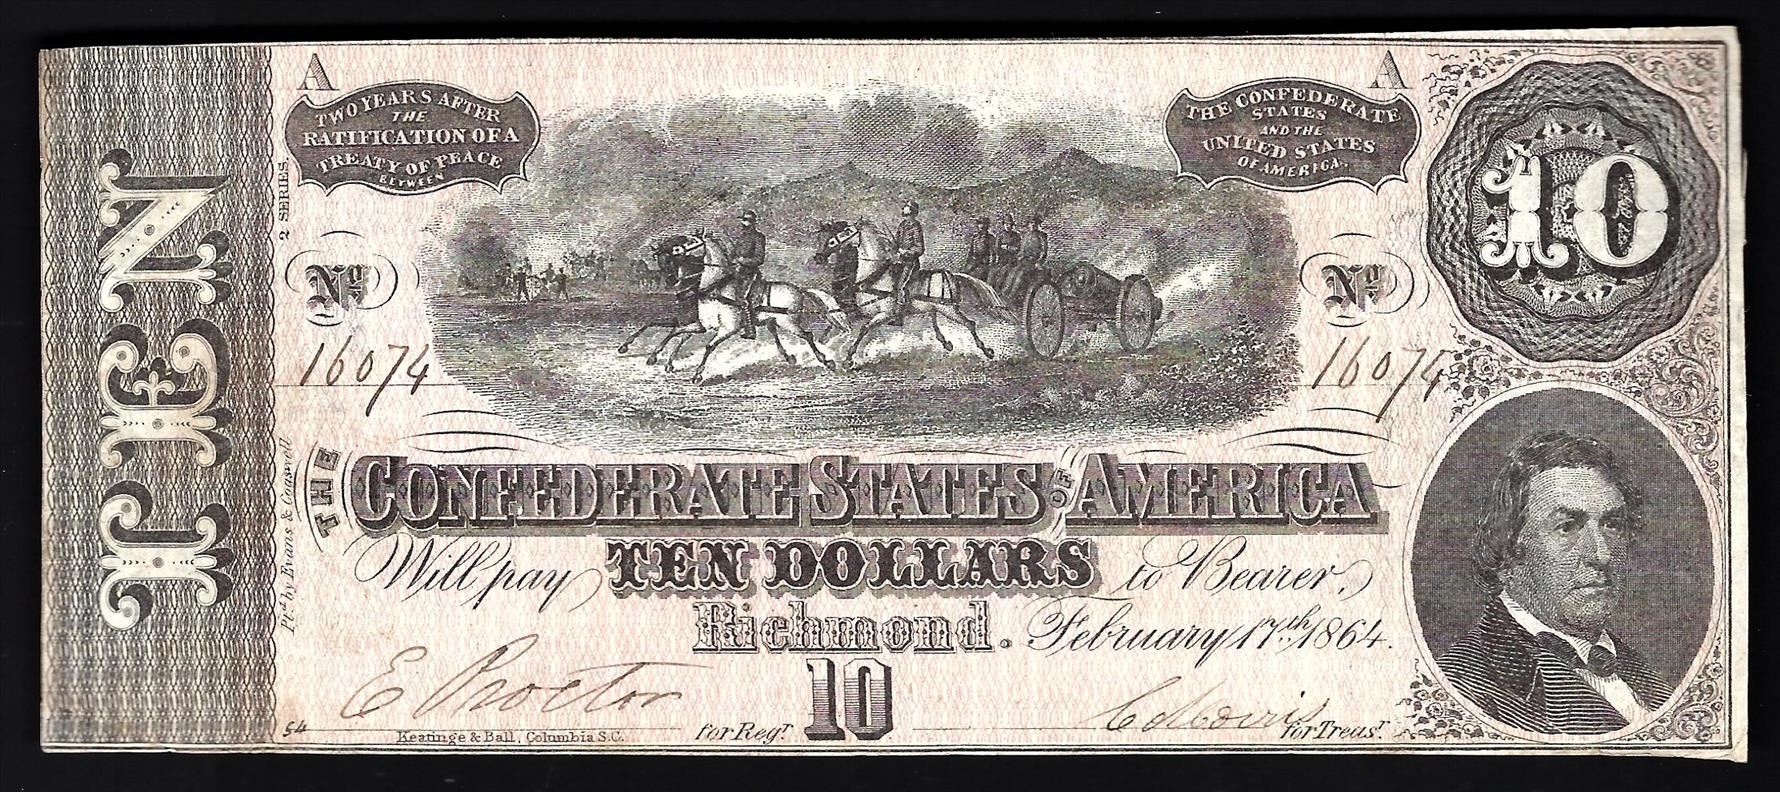 A
A
TWO YEARS AFTER
THE
RATIFICATION OF A
TREATY OF PEACE
BETWEEN
THE CONFEDERATE
STATES
AND THE
UNITED STATES
OF AMERICA.
10
2 SERIES
TEN
No.
No.
16074
16074
THE CONFEDERATE STATES OF AMERICA
Will pay TEN DOLLARS to Bearer,
Richmond. February 17th 1864.
Ptd by Evans & Cogswell
E Proctor
10
54
for Regr
for Treasr
Keatinge & Ball, Columbia S.C.